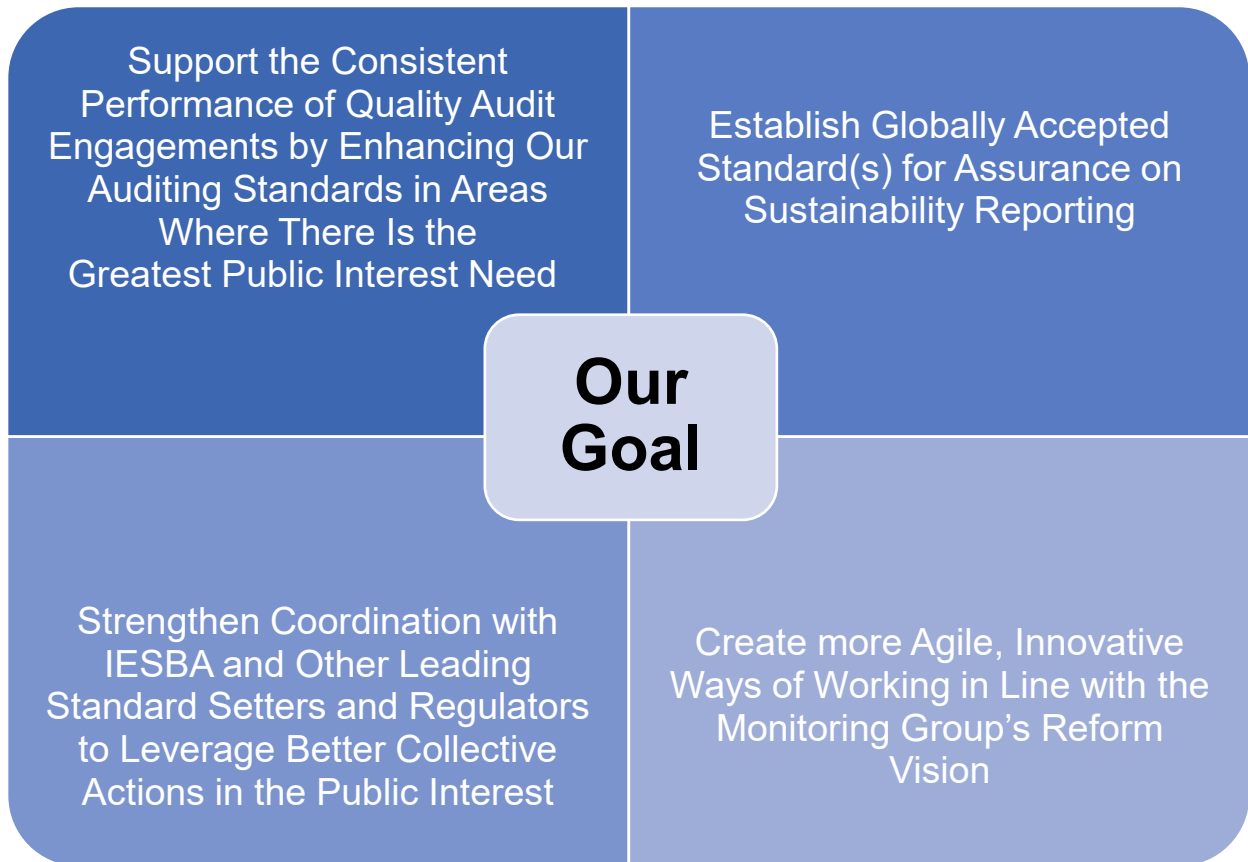 Support the Consistent
Performance of Quality Audit
Engagements by Enhancing Our
Auditing Standards in Areas
Where There Is the
Greatest Public Interest Need
Establish Globally Accepted
Standard(s) for Assurance on
Sustainability Reporting
Our
Goal
Strengthen Coordination with
IESBA and Other Leading
Standard Setters and Regulators
to Leverage Better Collective
Actions in the Public Interest
Create more Agile, Innovative
Ways of Working in Line with the
Monitoring Group’s Reform
Vision